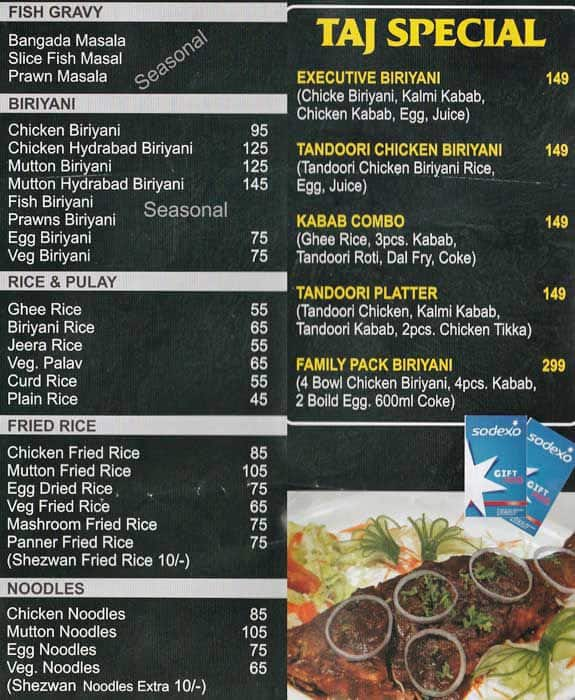 FISH GRAVY
Bangada Masala
Slice Fish Masal
Prawn Masala
Seasonal
BIRIYANI
Chicken Biriyani 95
Chicken Hydrabad Biriyani 125
Mutton Biriyani 125
Mutton Hydrabad Biriyani 145
Fish Biriyani
Prawns Biriyani
Seasonal
Egg Biriyani 75
Veg Biriyani 75
RICE & PULAY
Ghee Rice 55
Biriyani Rice 65
Jeera Rice 55
Veg. Palav 65
Curd Rice 55
Plain Rice 45
FRIED RICE
Chicken Fried Rice 85
Mutton Fried Rice 105
Egg Dried Rice 75
Veg Fried Rice 65
Mashroom Fried Rice 75
Panner Fried Rice 75
(Shezwan Fried Rice 10/-)
NOODLES
Chicken Noodles 85
Mutton Noodles 105
Egg Noodles 75
Veg. Noodles 65
(Shezwan Noodles Extra 10/-)
TAJ SPECIAL
EXECUTIVE BIRIYANI 149
(Chicke Biriyani, Kalmi Kabab,
Chicken Kabab, Egg, Juice)
TANDOORI CHICKEN BIRIYANI 149
(Tandoori Chicken Biriyani Rice,
Egg, Juice)
KABAB COMBO 149
(Ghee Rice, 3pcs. Kabab,
Tandoori Roti, Dal Fry, Coke)
TANDOORI PLATTER 149
(Tandoori Chicken, Kalmi Kabab,
Tandoori Kabab, 2pcs. Chicken Tikka)
FAMILY PACK BIRIYANI 299
(4 Bowl Chicken Biriyani, 4pcs. Kabab,
2 Boild Egg. 600ml Coke)
sodexo
GIFT
sodexo
GIFT